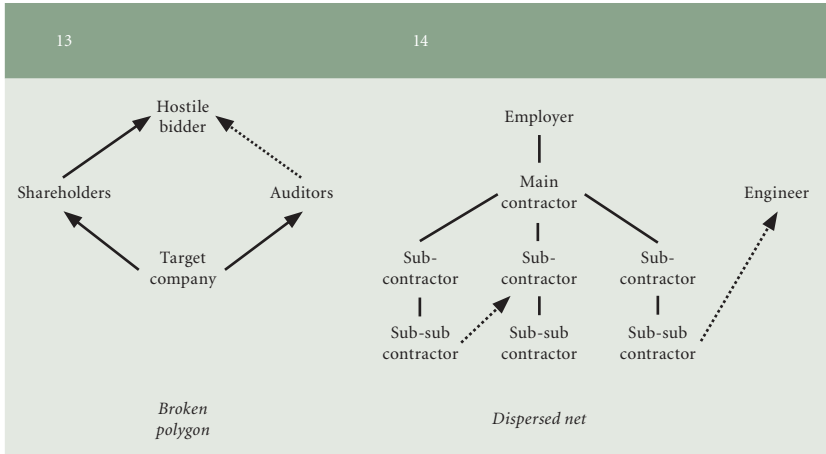 13
14
Hostile
bidder
Shareholders
Auditors
Target
company
Broken
polygon
Employer
Main
contractor
Engineer
Sub-
contractor
Sub-
contractor
Sub-
contractor
Sub-sub
contractor
Sub-sub
contractor
Sub-sub
contractor
Dispersed net